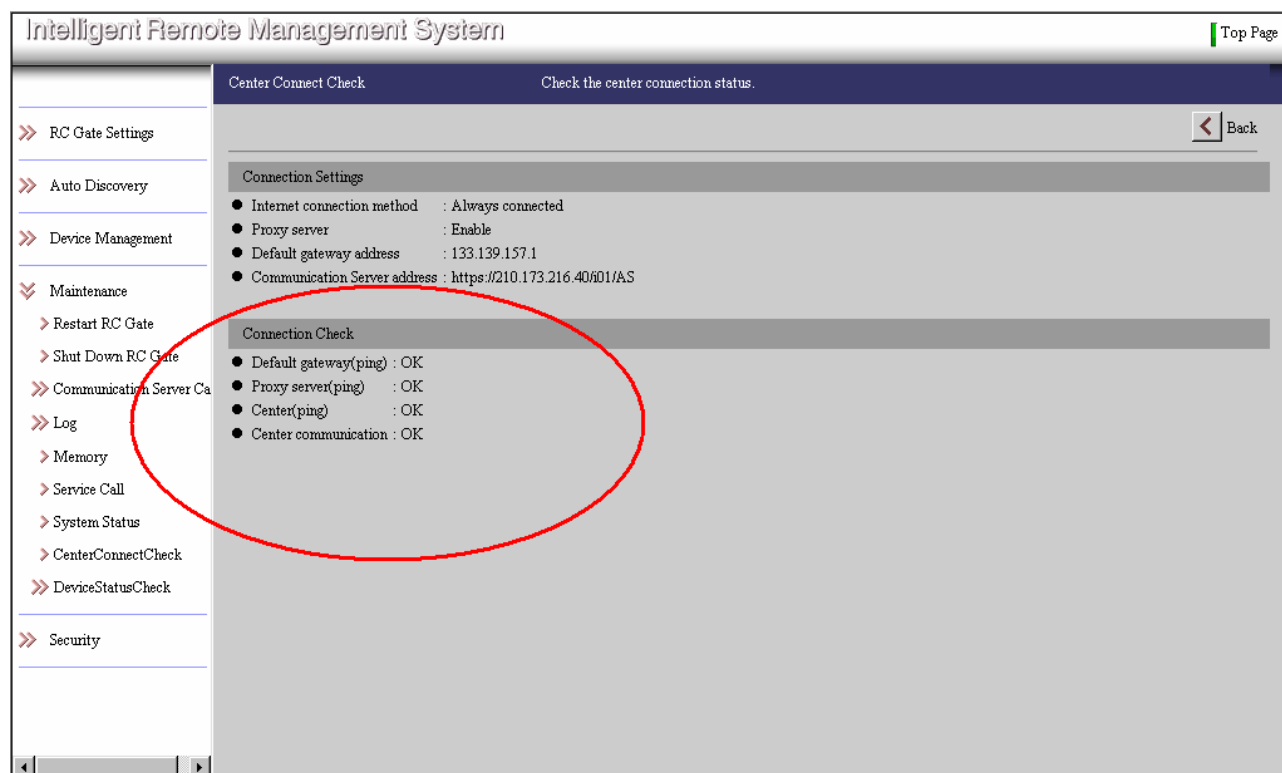 Intelligent Remote Management System
Top Page
Center Connect Check Check the center connection status.
Back
RC Gate Settings
Auto Discovery
Device Management
Maintenance
Restart RC Gate
Shut Down RC Gate
Communication Server Ca
Log
Memory
Service Call
System Status
CenterConnectCheck
DeviceStatusCheck
Security
Connection Settings
Internet connection method : Always connected
Proxy server : Enable
Default gateway address : 133.139.157.1
Communication Server address : https://210.173.216.40/i01/AS
Connection Check
Default gateway(ping) : OK
Proxy server(ping) : OK
Center(ping) : OK
Center communication : OK